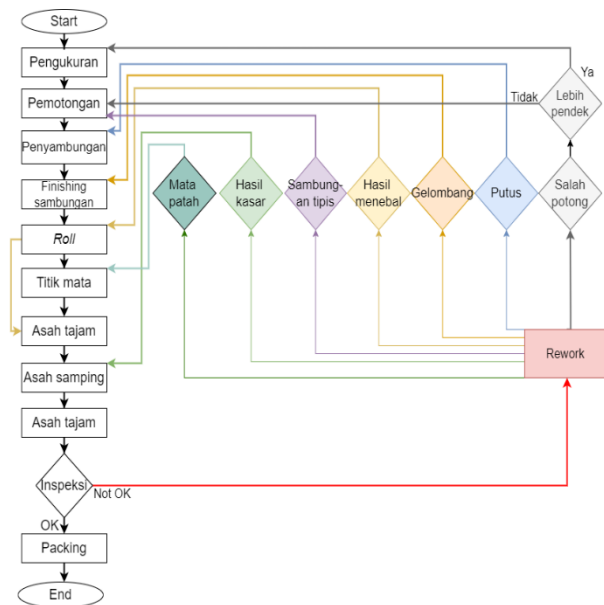 Start
Pengukuran
Pemotongan
Penyambungan
Finishing
sambungan
Roll
Titik mata
Asah tajam
Asah samping
Asah tajam
Inspeksi
Not OK
OK
Packing
End
Mata
patah
Hasil
kasar
Sambung-
an tipis
Hasil
menebal
Gelombang
Putus
Salah
potong
Lebih
pendek
Ya
Tidak
Rework